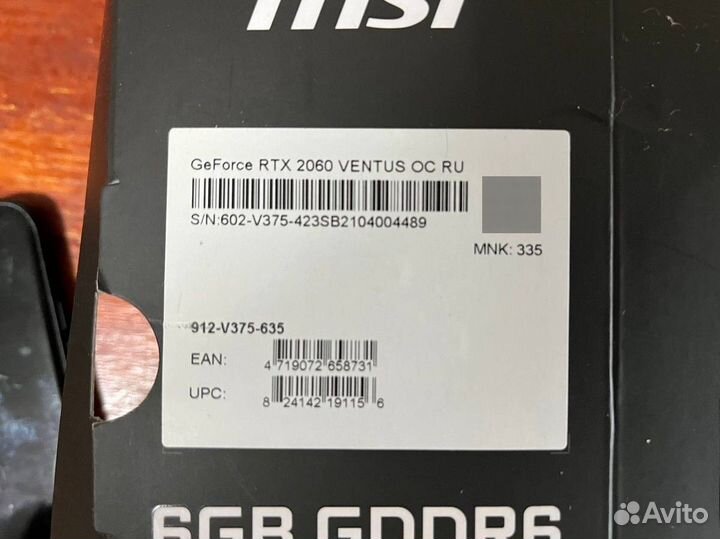 msi
GeForce RTX 2060 VENTUS OC RU
S/N:602-V375-423SB2104004489
MNK: 335
912-V375-635
EAN: 4 719072 658731
UPC: 8 24142 19115 6
6GB GDDR6
Avito